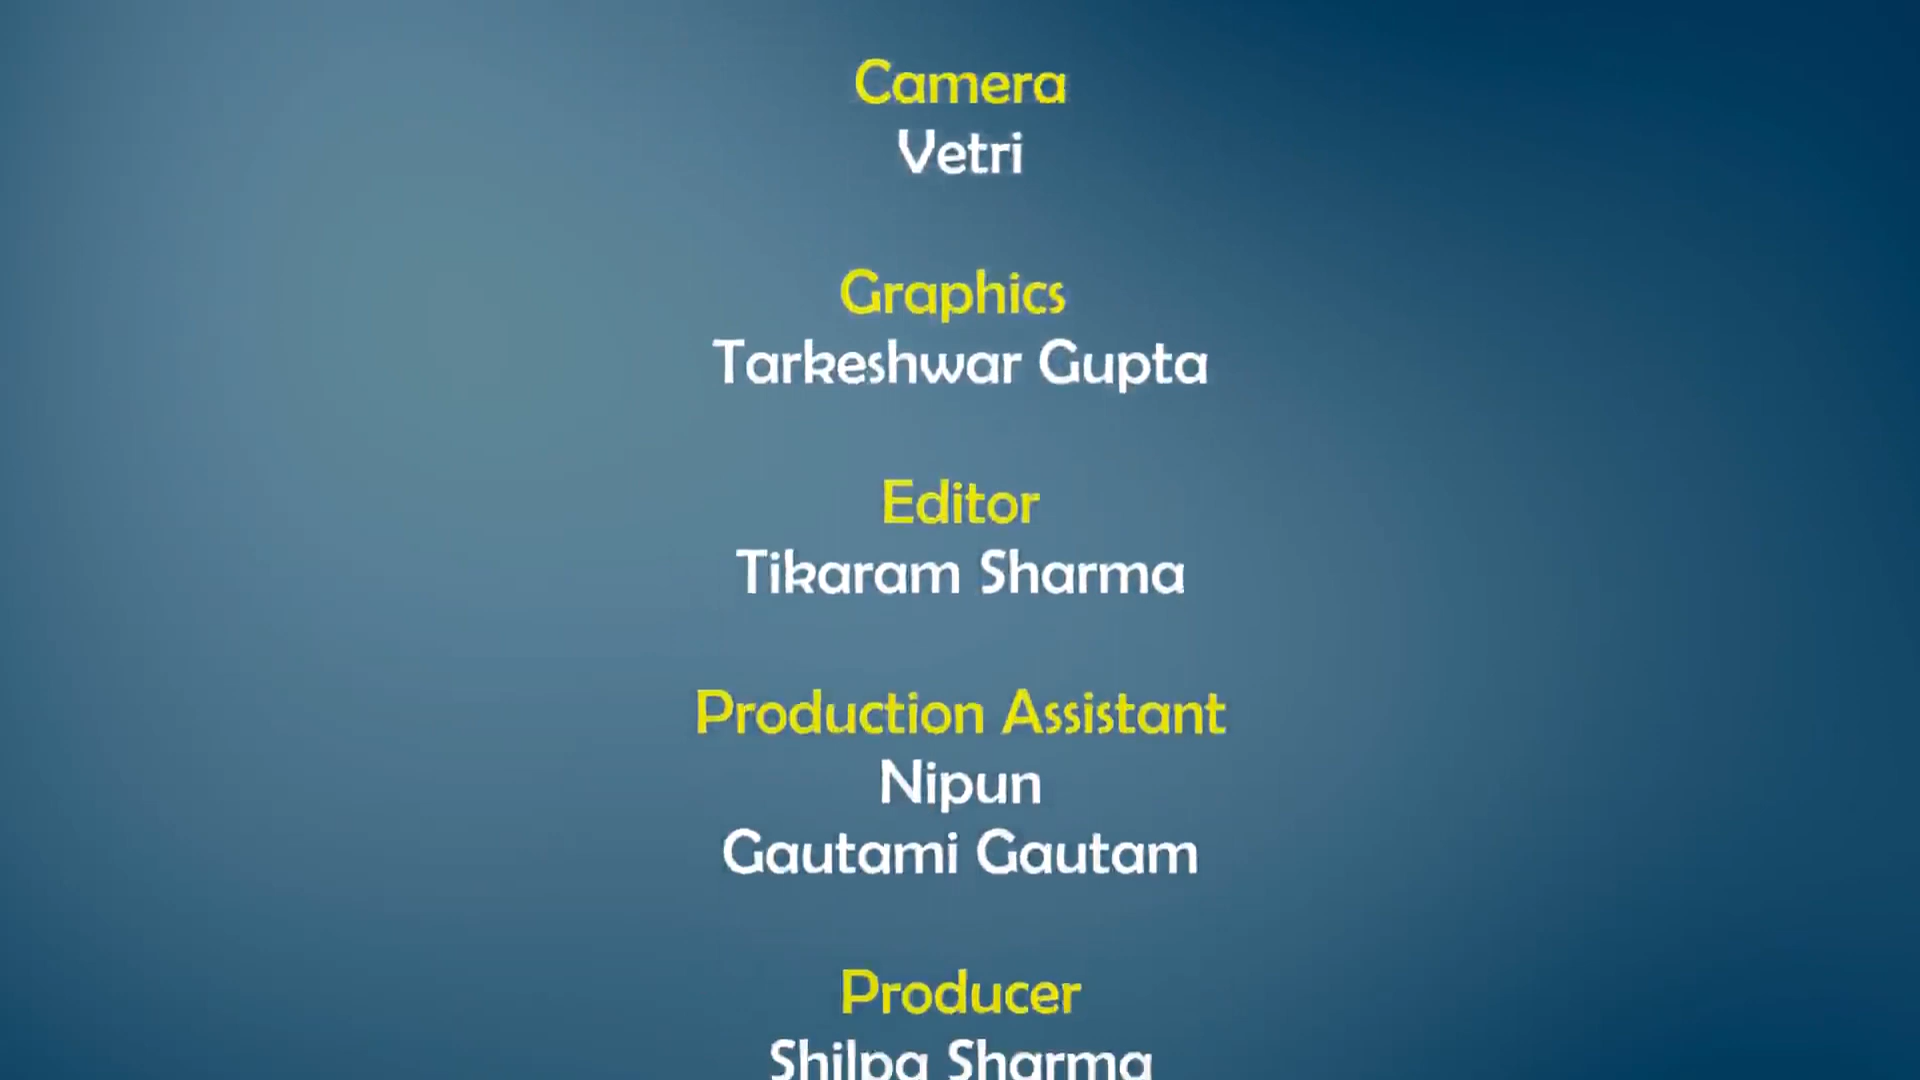 Camera
Vetri
Graphics
Tarkeshwar Gupta
Editor
Tikaram Sharma
Production Assistant
Nipun
Gautami Gautam
Producer
Shilpa Sharma